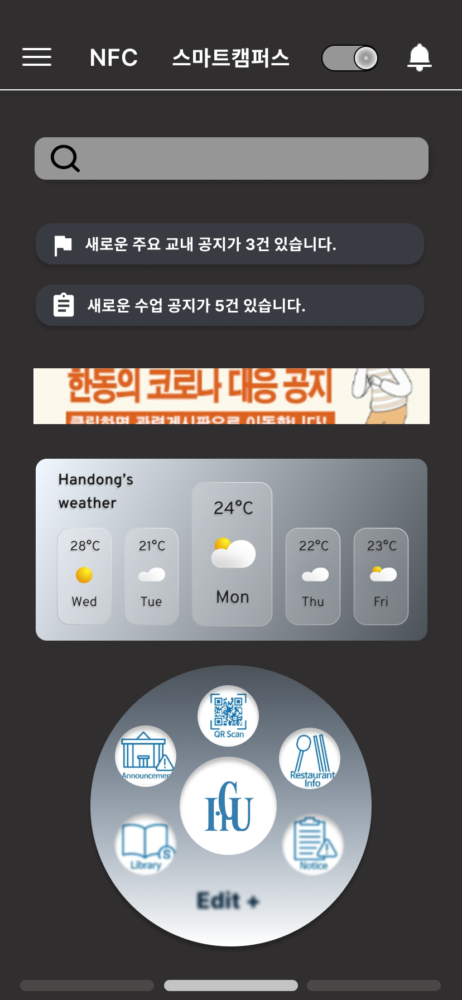 NFC 스마트캠퍼스
새로운 주요 교내 공지가 3건 있습니다.
새로운 수업 공지가 5건 있습니다.
한동의 코로나 대응 공지
클릭하면 관련게시판으로 이동합니다!
Handong’s
weather
28°C
Wed
21°C
Tue
24°C
Mon
22°C
Thu
23°C
Fri
QR Scan
Announcemen
Restaurant
Info
HGU
S
Library
Notice
Edit +